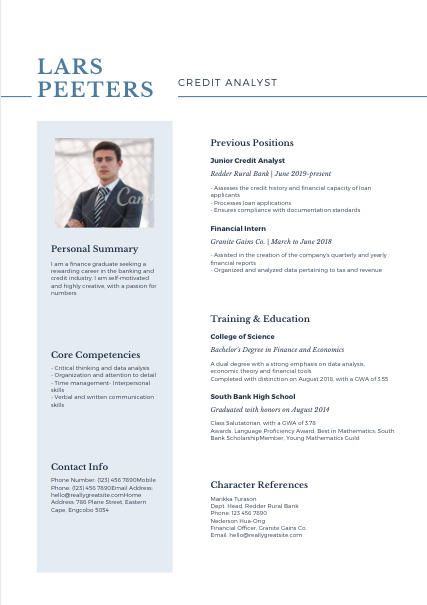 LARS
PEETERS
CREDIT ANALYST
Can
Personal Summary
I am a finance graduate seeking a
rewarding career in the banking and
credit industry. I am self-motivated
and highly creative, with a passion for
numbers
Core Competencies
- Critical thinking and data analysis
- Organization and attention to detail
- Time management- Interpersonal
skills
- Verbal and written communication
skills
Contact Info
Phone Number: (123) 456 7890Mobile
Phone: (123) 456 7890Email Address:
hello@reallygreatsite.comHome
Address: 786 Plane Street, Eastern
Cape, Engcobo 5054
Previous Positions
Junior Credit Analyst
Redder Rural Bank | June 2019-present
- Assesses the credit history and financial capacity of loan
applicants
- Processes loan applications
- Ensures compliance with documentation standards
Financial Intern
Granite Gains Co. | March to June 2018
- Assisted in the creation of the company's quarterly and yearly
financial reports
- Organized and analyzed data pertaining to tax and revenue
Training & Education
College of Science
Bachelor's Degree in Finance and Economics
A dual degree with a strong emphasis on data analysis,
economic theory and financial tools
Completed with distinction on August 2018, with a GWA of 3.55
South Bank High School
Graduated with honors on August 2014
Class Salutatorian, with a GWA of 3.78
Awards: Language Proficiency Award, Best in Mathematics, South
Bank ScholarshipMember, Young Mathematics Guild
Character References
Marikka Turason
Dept. Head, Redder Rural Bank
Phone: 123 456 7890
Nederson Hua-Ong
Financial Officer, Granite Gains Co.
Email: hello@reallygreatsite.com